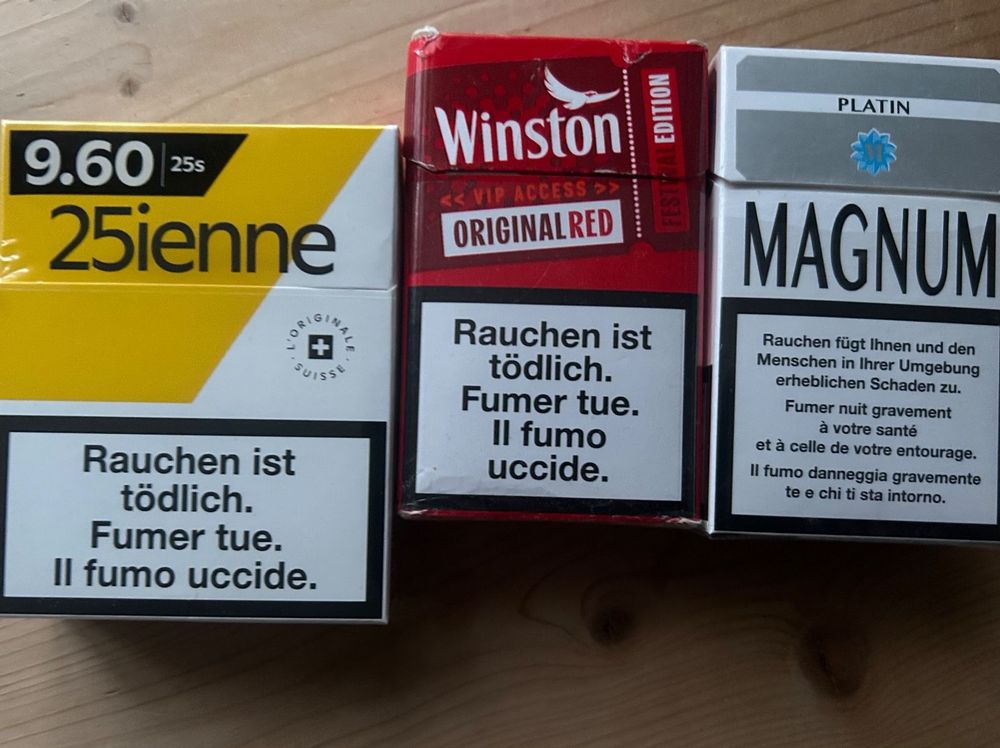 9.60 25s
25ienne
L'ORIGINALE SUISSE
Rauchen ist
tödlich.
Fumer tue.
Il fumo uccide.
Winston
<< VIP ACCESS >>
ORIGINALRED
FESTIVAL EDITION
Rauchen ist
tödlich.
Fumer tue.
Il fumo
uccide.
PLATIN
M
MAGNUM
Rauchen fügt Ihnen und den
Menschen in Ihrer Umgebung
erheblichen Schaden zu.
Fumer nuit gravement
à votre santé
et à celle de votre entourage.
Il fumo danneggia gravemente
te e chi ti sta intorno.